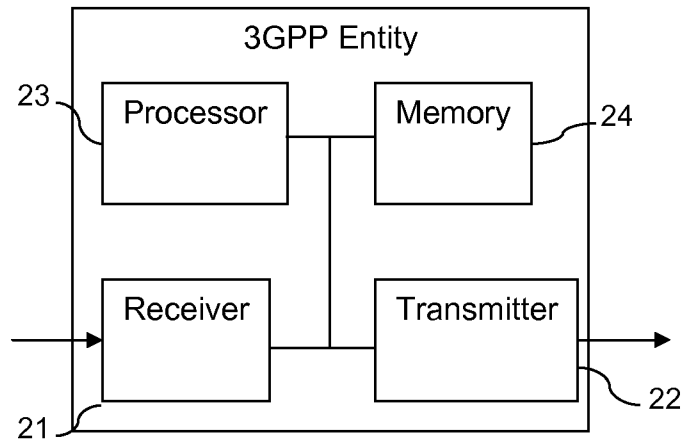 3GPP Entity
23
Processor
Memory
24
Receiver
Transmitter
21
22